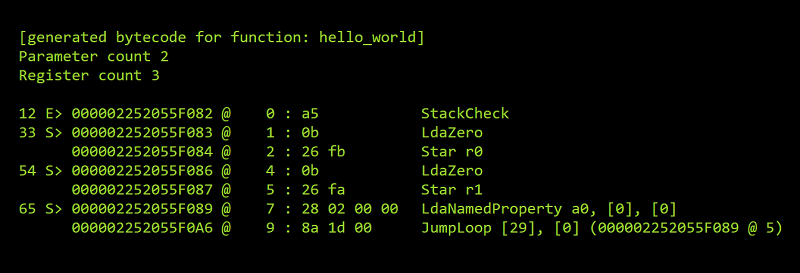 [generated bytecode for function: hello_world]
Parameter count 2
Register count 3
12 E> 000002252055F082 @    0 : a5                StackCheck
33 S> 000002252055F083 @    1 : 0b                LdaZero
      000002252055F084 @    2 : 26 fb             Star r0
54 S> 000002252055F086 @    4 : 0b                LdaZero
      000002252055F087 @    5 : 26 fa             Star r1
65 S> 000002252055F089 @    7 : 28 02 00 00       LdaNamedProperty a0, [0], [0]
      000002252055F0A6 @    9 : 8a 1d 00          JumpLoop [29], [0] (000002252055F089 @ 5)